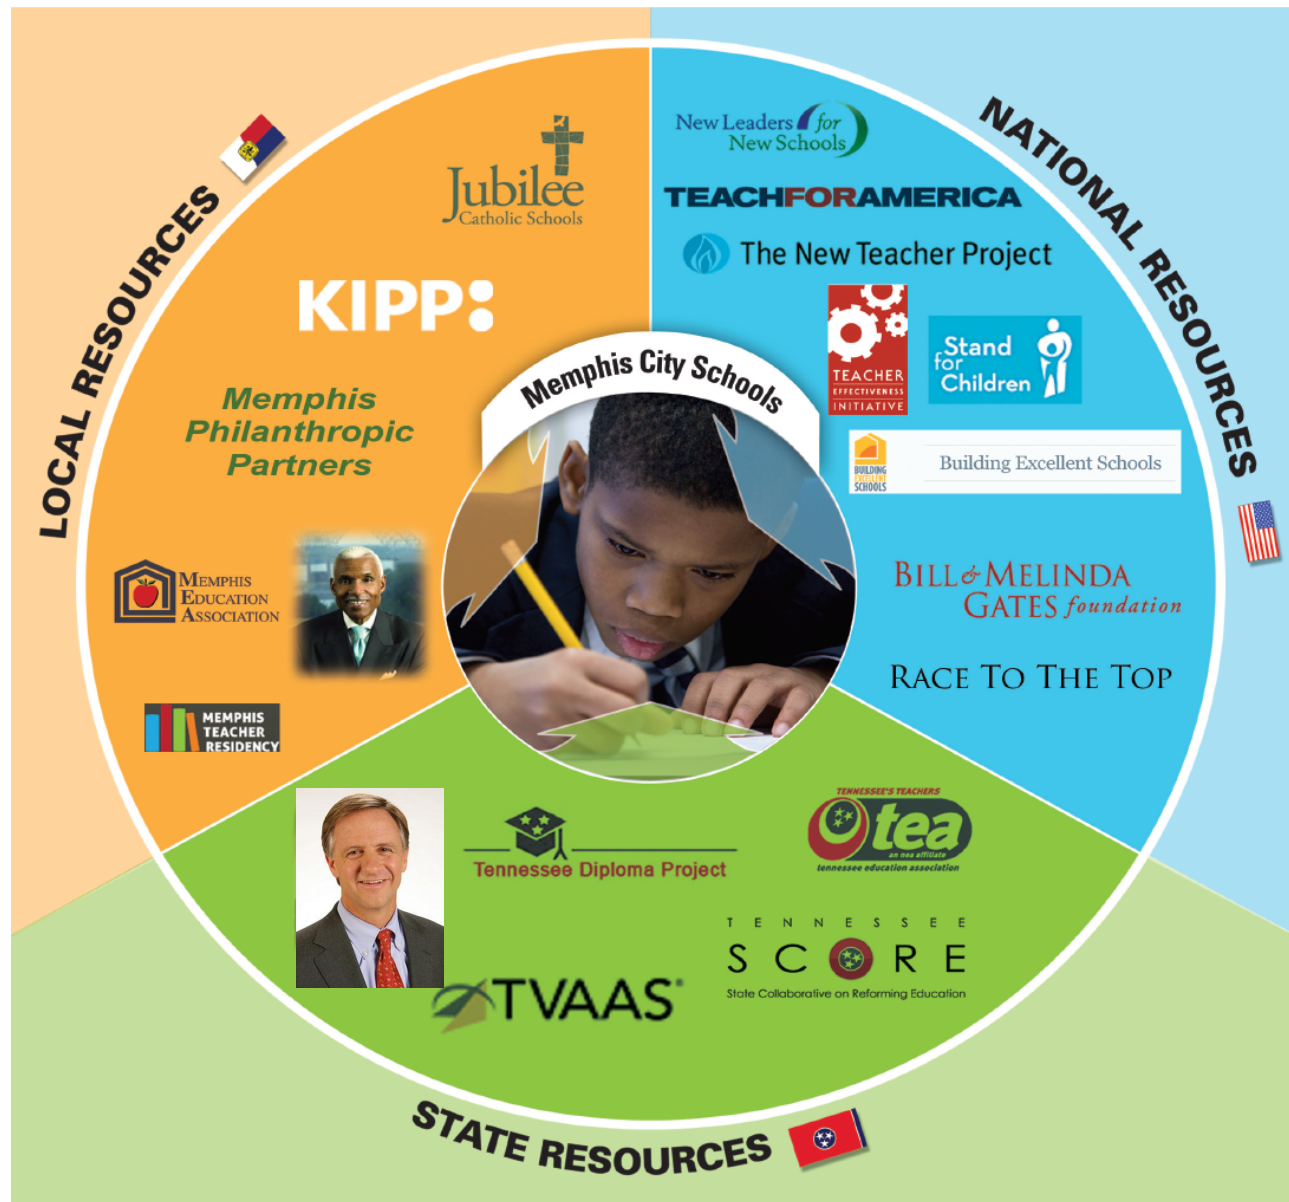 LOCAL RESOURCES
Jubilee
Catholic Schools
KIPP:
Memphis
Philanthropic
Partners
MEMPHIS
EDUCATION
ASSOCIATION
MEMPHIS
TEACHER
RESIDENCY
NATIONAL RESOURCES
New Leaders for
New Schools
TEACHFORAMERICA
The New Teacher Project
TEACHER
EFFECTIVENESS
INITIATIVE
Stand
for
Children
BUILDING
EXCELLENT
SCHOOLS
Building Excellent Schools
BILL & MELINDA
GATES foundation
RACE TO THE TOP
Memphis City Schools
Tennessee Diploma Project
TENNESSEE'S TEACHERS
tea
an nea affiliate
tennessee education association
TENNESSEE
SCORE
State Collaborative on Reforming Education
TVAAS
STATE RESOURCES